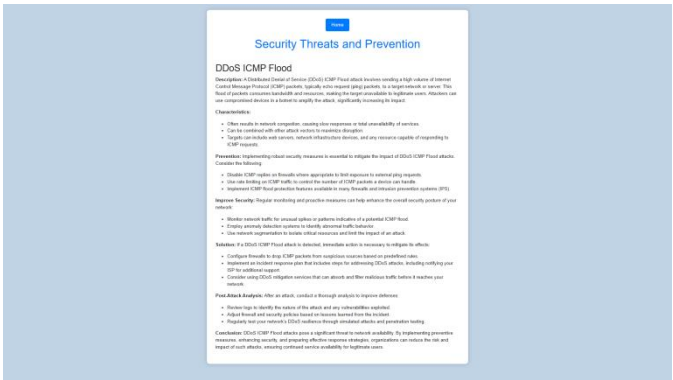 Home
Security Threats and Prevention
DDoS ICMP Flood
Description: A Distributed Denial of Service (DDoS) ICMP Flood attack involves sending a high volume of Internet
Control Message Protocol (ICMP) packets, typically echo request (ping) packets, to a target network or server. This
flood of packets consumes bandwidth and resources, making the target unavailable to legitimate users. Attackers can
use compromised devices in a botnet to amplify the attack, significantly increasing its impact.
Characteristics:
• Often results in network congestion, causing slow responses or total unavailability of services.
• Can be combined with other attack vectors to maximize disruption.
• Targets can include web servers, network infrastructure devices, and any resource capable of responding to
ICMP requests.
Prevention: Implementing robust security measures is essential to mitigate the impact of DDoS ICMP Flood attacks.
Consider the following:
• Disable ICMP replies on firewalls where appropriate to limit exposure to external ping requests.
• Use rate limiting on ICMP traffic to control the number of ICMP packets a device can handle.
• Implement ICMP flood protection features available in many firewalls and intrusion prevention systems (IPS).
Improve Security: Regular monitoring and proactive measures can help enhance the overall security posture of your
network:
• Monitor network traffic for unusual spikes or patterns indicative of a potential ICMP flood.
• Employ anomaly detection systems to identify abnormal traffic behavior.
• Use network segmentation to isolate critical resources and limit the impact of an attack.
Solution: If a DDoS ICMP Flood attack is detected, immediate action is necessary to mitigate its effects:
• Configure firewalls to drop ICMP packets from suspicious sources based on predefined rules.
• Implement an incident response plan that includes steps for addressing DDoS attacks, including notifying your
ISP for additional support.
• Consider using DDoS mitigation services that can absorb and filter malicious traffic before it reaches your
network.
Post-Attack Analysis: After an attack, conduct a thorough analysis to improve defenses:
• Review logs to identify the nature of the attack and any vulnerabilities exploited.
• Adjust firewall and security policies based on lessons learned from the incident.
• Regularly test your network's DDoS resilience through simulated attacks and penetration testing.
Conclusion: DDoS ICMP Flood attacks pose a significant threat to network availability. By implementing preventive
measures, enhancing security, and preparing effective response strategies, organizations can reduce the risk and
impact of such attacks, ensuring continued service availability for legitimate users.